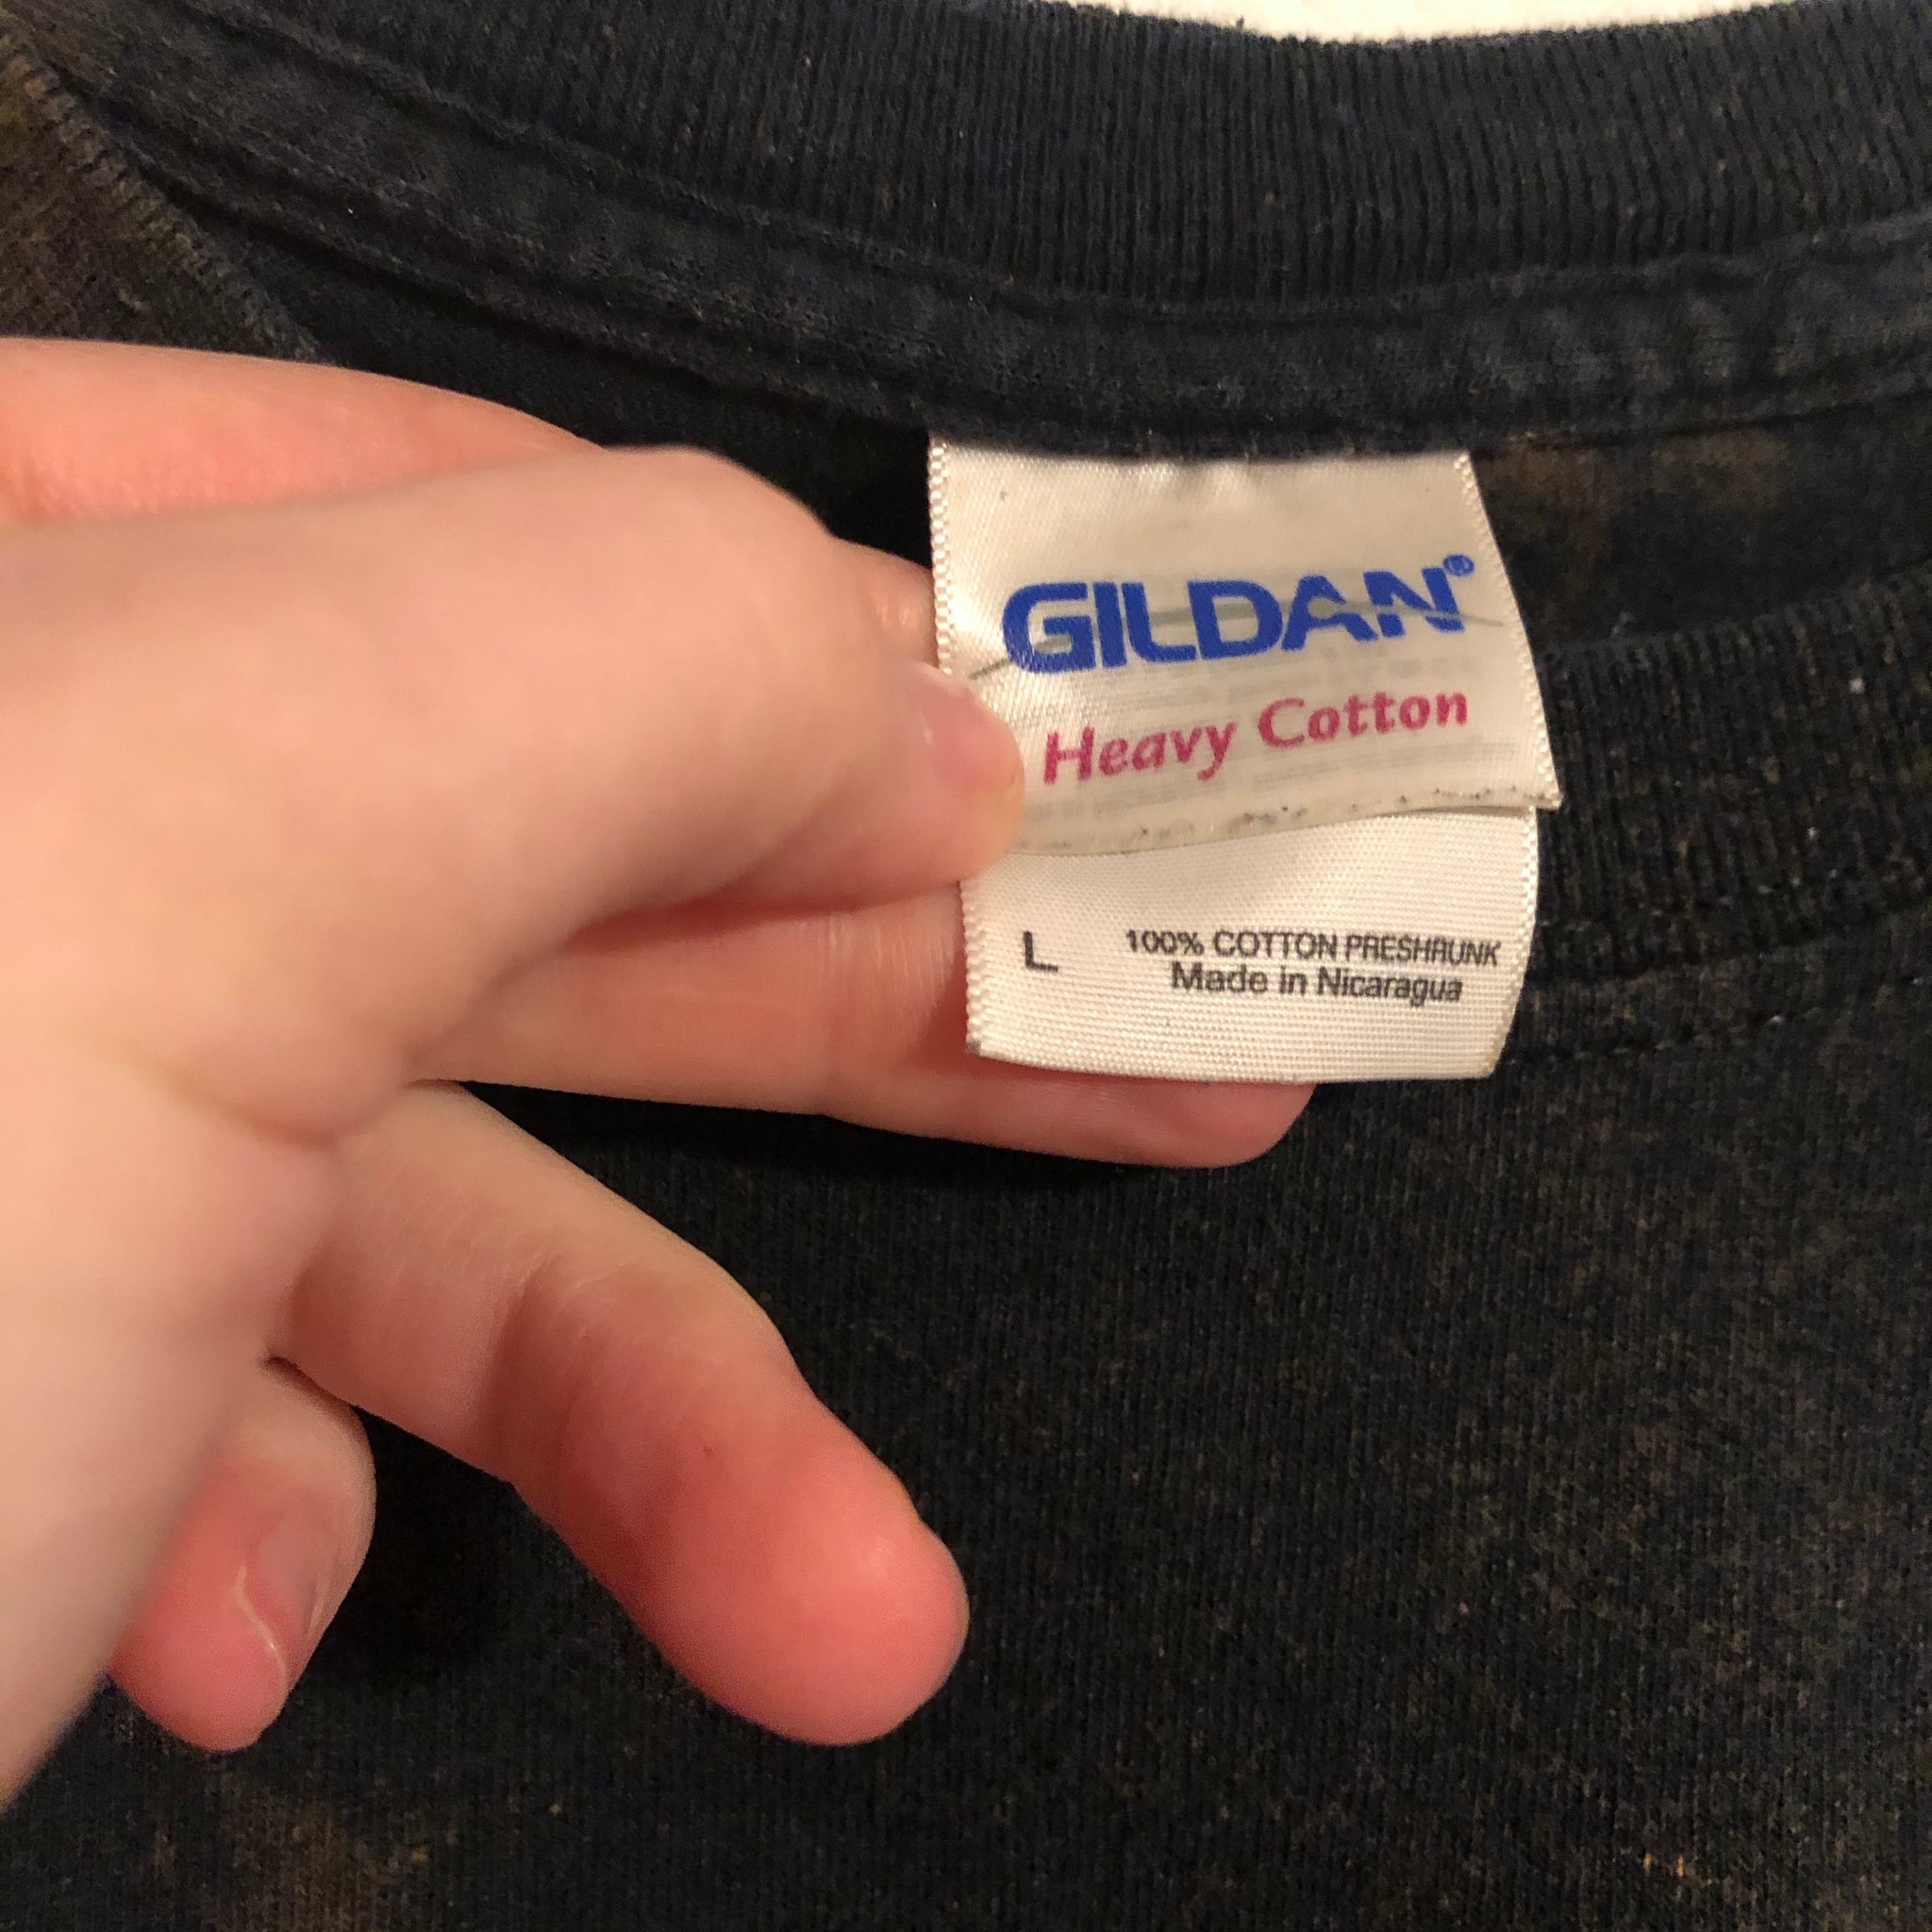 GILDAN®
Heavy Cotton
L 100% COTTON PRESHRUNK
Made in Nicaragua